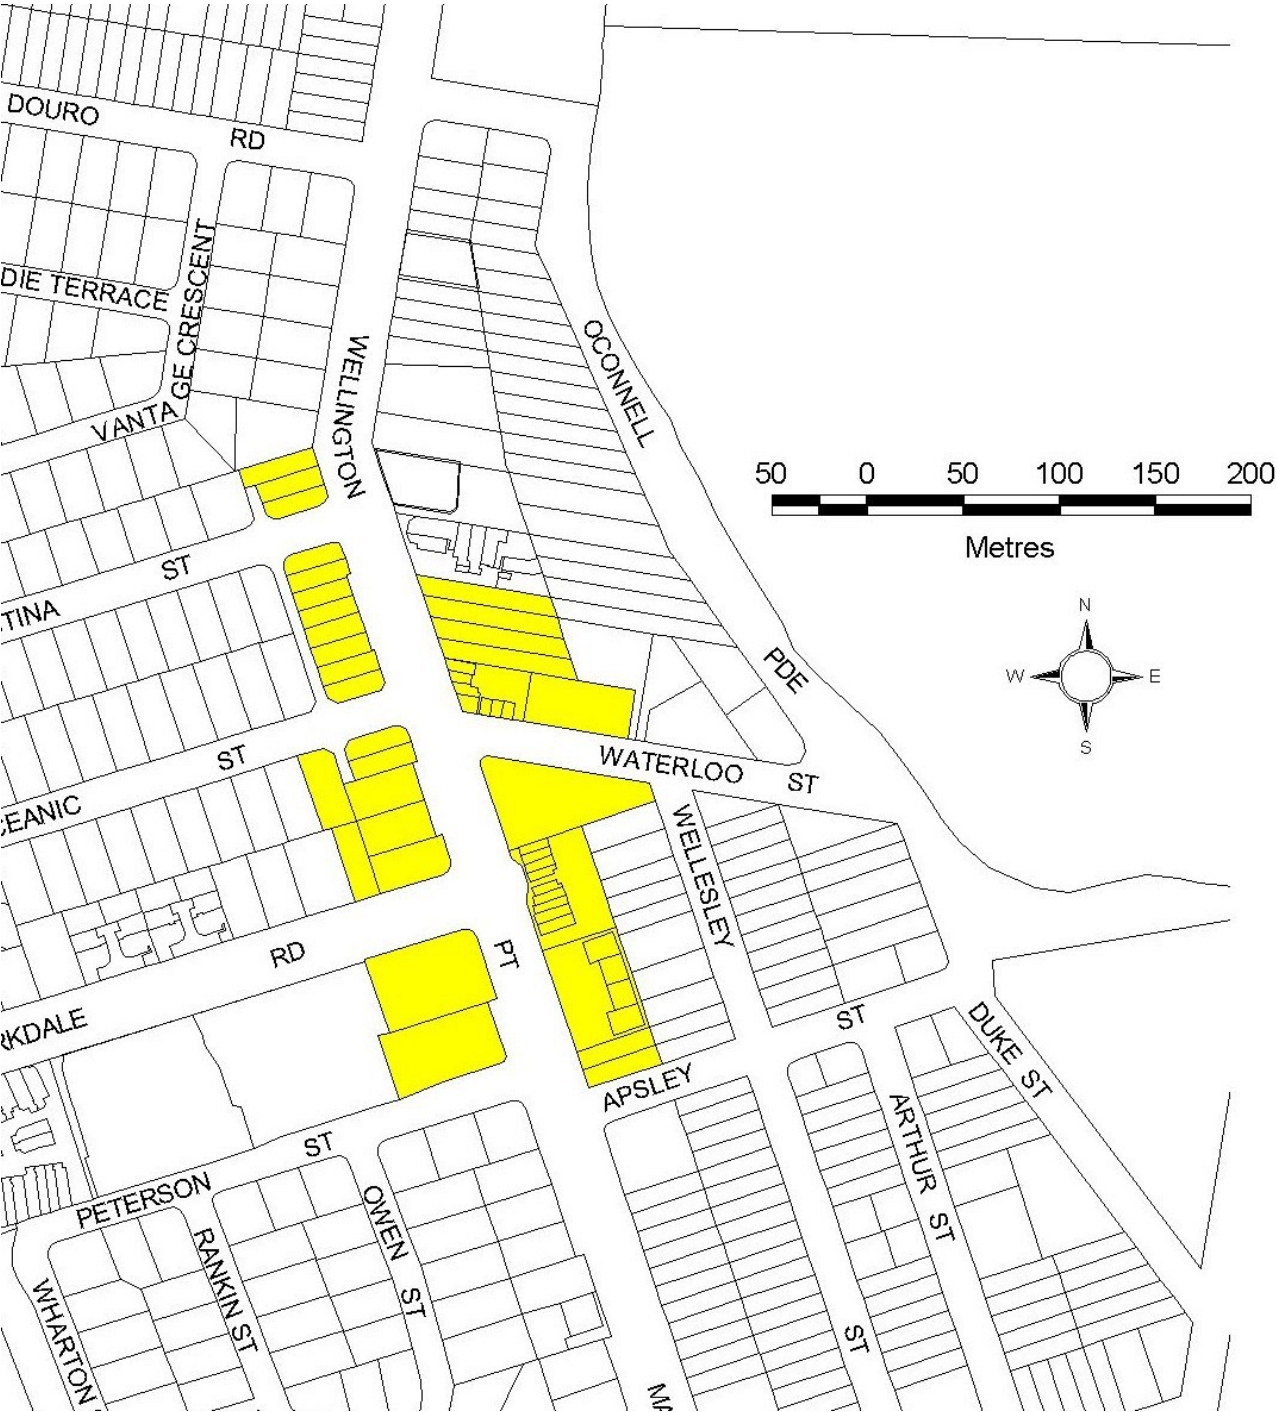 DOURO
RD
DIE TERRACE
GE CRESCENT
VANTA
WELLINGTON
OCONNELL
50 0 50 100 150 200
Metres
N
W E
S
ST
TINA
PDE
ST
WATERLOO ST
EANIC
WELLESLEY
PT
RD
RKDALE
ST
DUKE ST
APSLEY
ARTHUR ST
ST
PETERSON
OWEN ST
RANKIN ST
WHARTON
ST
MA